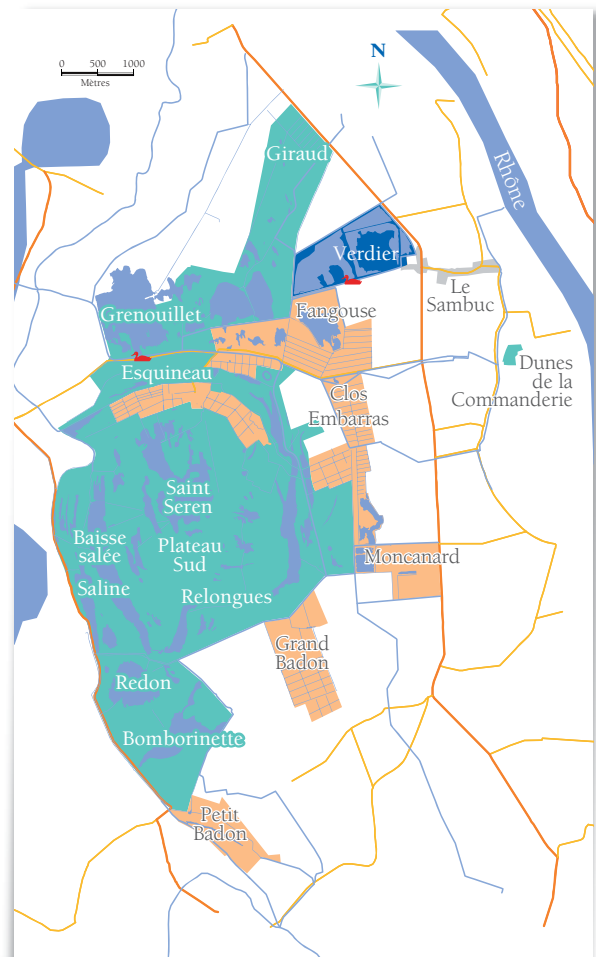 N
0 500 1000
Mètres
Giraud
Rhône
Verdier
Le
Sambuc
Grenouillet
Fangouse
Esquineau
Dunes
de la
Commanderie
Clos
Embarras
Saint
Seren
Baisse
salée
Plateau
Sud
Moncanard
Saline
Relongues
Grand
Badon
Redon
Bomborinette
Petit
Badon